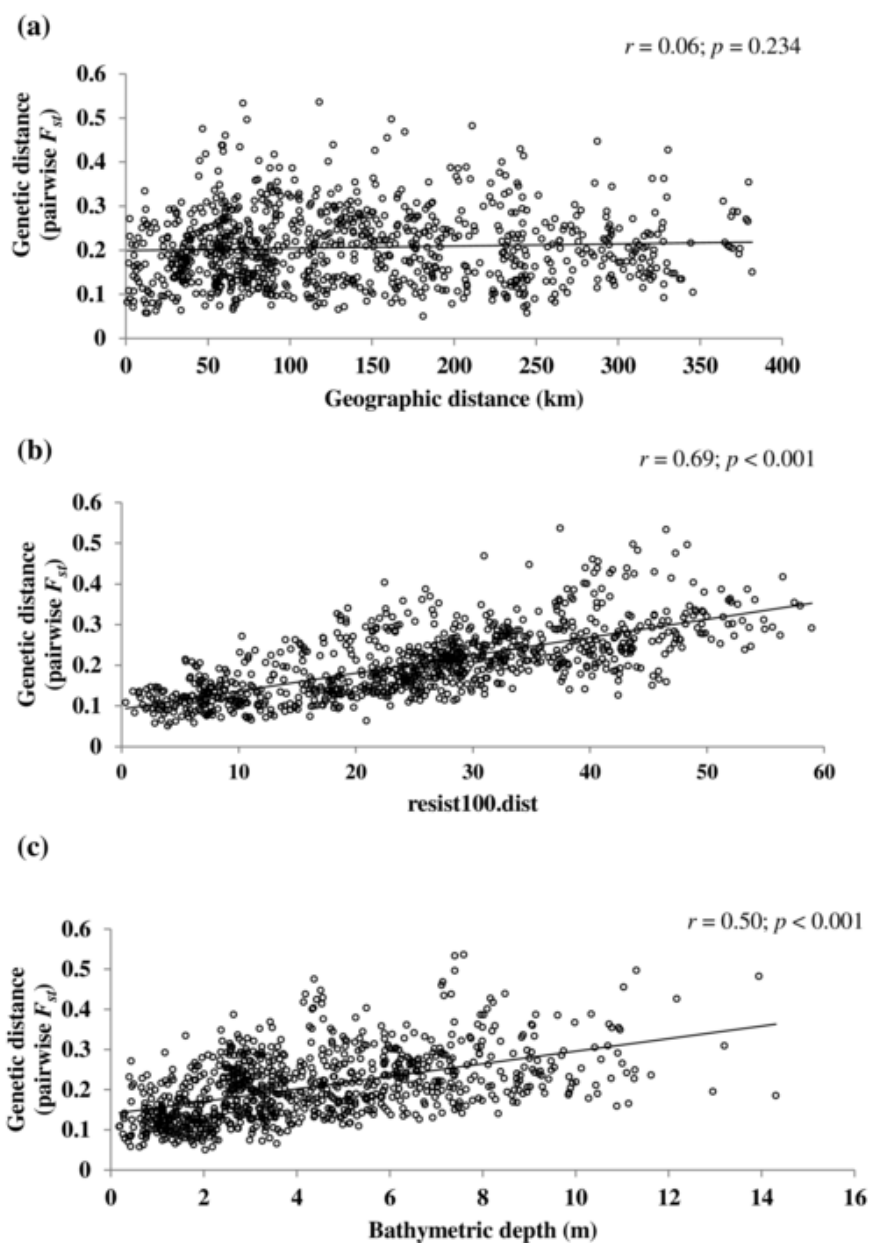 (a)
r = 0.06; p = 0.234
Genetic distance
(pairwise Fst)
0.6
0.5
0.4
0.3
0.2
0.1
0
0 50 100 150 200 250 300 350 400
Geographic distance (km)
(b)
r = 0.69; p < 0.001
Genetic distance
(pairwise Fst)
0.6
0.5
0.4
0.3
0.2
0.1
0
0 10 20 30 40 50 60
resist100.dist
(c)
r = 0.50; p < 0.001
Genetic distance
(pairwise Fst)
0.6
0.5
0.4
0.3
0.2
0.1
0
0 2 4 6 8 10 12 14 16
Bathymetric depth (m)